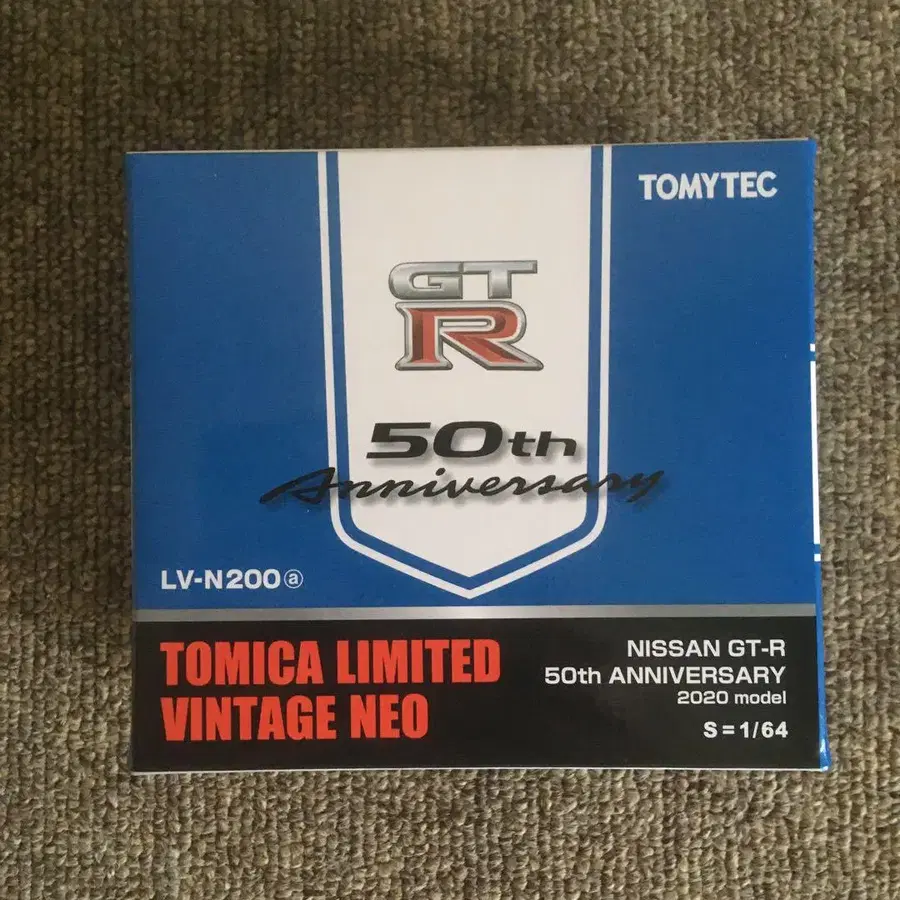 TOMYTEC
GT
R
50th
Anniversary
LV-N200ⓐ
TOMICA LIMITED
VINTAGE NEO
NISSAN GT-R
50th ANNIVERSARY
2020 model
S=1/64